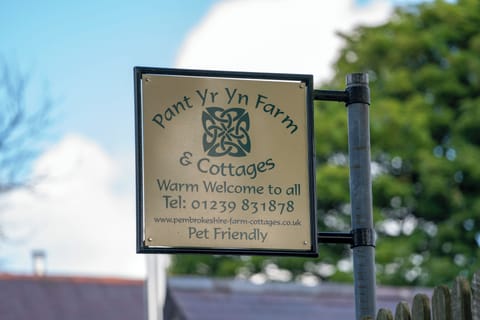 Pant Yr Yn Farm
& Cottages
Warm Welcome to all
Tel: 01239 831878
www.pembrokeshire-farm-cottages.co.uk
Pet Friendly